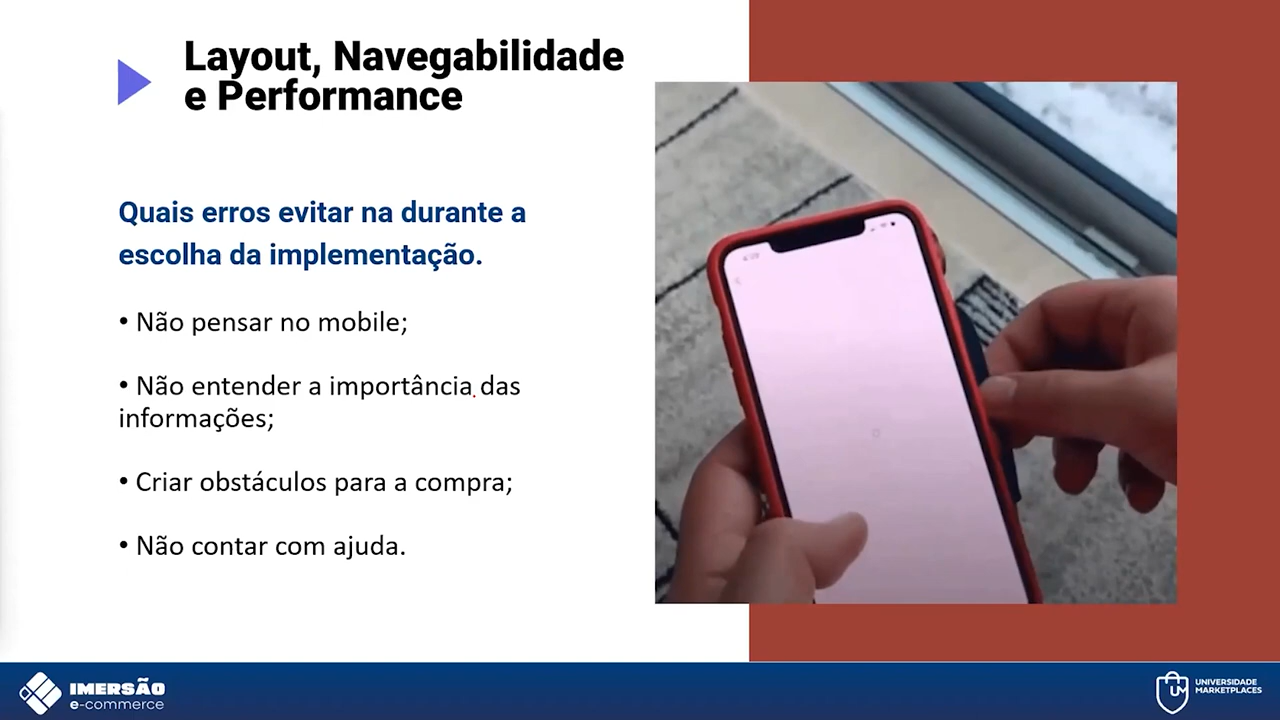 Layout, Navegabilidade
e Performance
Quais erros evitar na durante a
escolha da implementação.
• Não pensar no mobile;
• Não entender a importância das
informações;
• Criar obstáculos para a compra;
• Não contar com ajuda.
IMERSÃO
e-commerce
UM
UNIVERSIDADE
MARKETPLACES